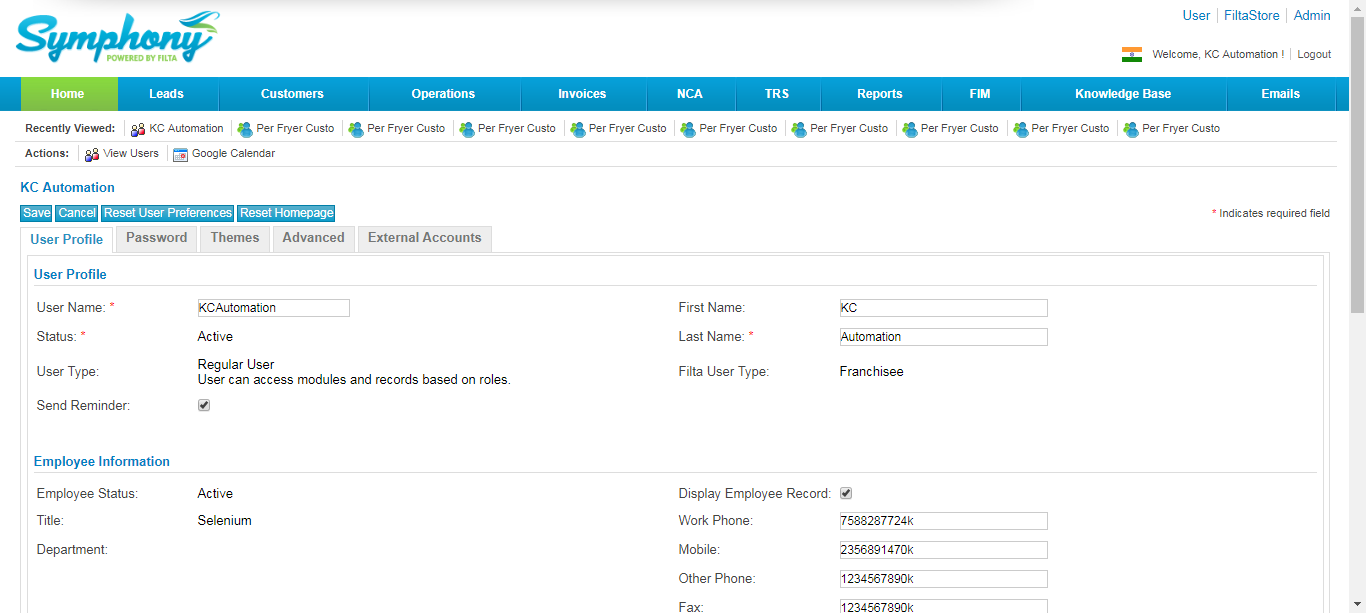 Symphony
POWERED BY FILTA
User FiltaStore Admin
Welcome, KC Automation ! Logout
Home Leads Customers Operations Invoices NCA TRS Reports FIM Knowledge Base Emails
Recently Viewed: KC Automation Per Fryer Custo Per Fryer Custo Per Fryer Custo Per Fryer Custo Per Fryer Custo Per Fryer Custo Per Fryer Custo Per Fryer Custo Per Fryer Custo
Actions: View Users Google Calendar
KC Automation
Save Cancel Reset User Preferences Reset Homepage
* Indicates required field
User Profile Password Themes Advanced External Accounts
User Profile
User Name: * KCAutomation First Name: KC
Status: * Active Last Name: * Automation
User Type: Regular User
User can access modules and records based on roles.
Filta User Type: Franchisee
Send Reminder:
Employee Information
Employee Status: Active Display Employee Record:
Title: Selenium Work Phone: 7588287724k
Department: Mobile: 2356891470k
Other Phone: 1234567890k
Fax: 1234567890k